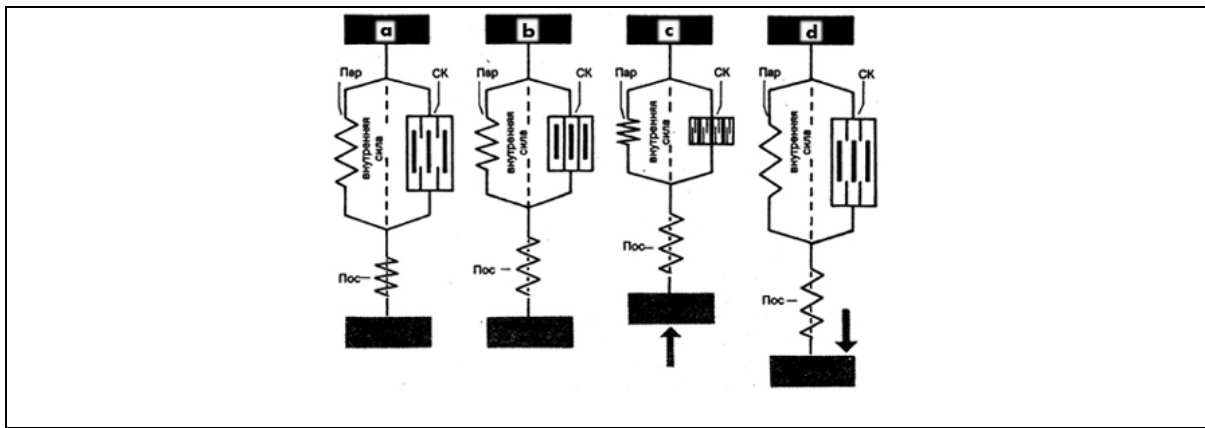 a
Пар
СК
внутренняя
сила
Пос
b
Пар
СК
внутренняя
сила
Пос
c
Пар
СК
внутренняя
сила
Пос
d
Пар
СК
внутренняя
сила
Пос